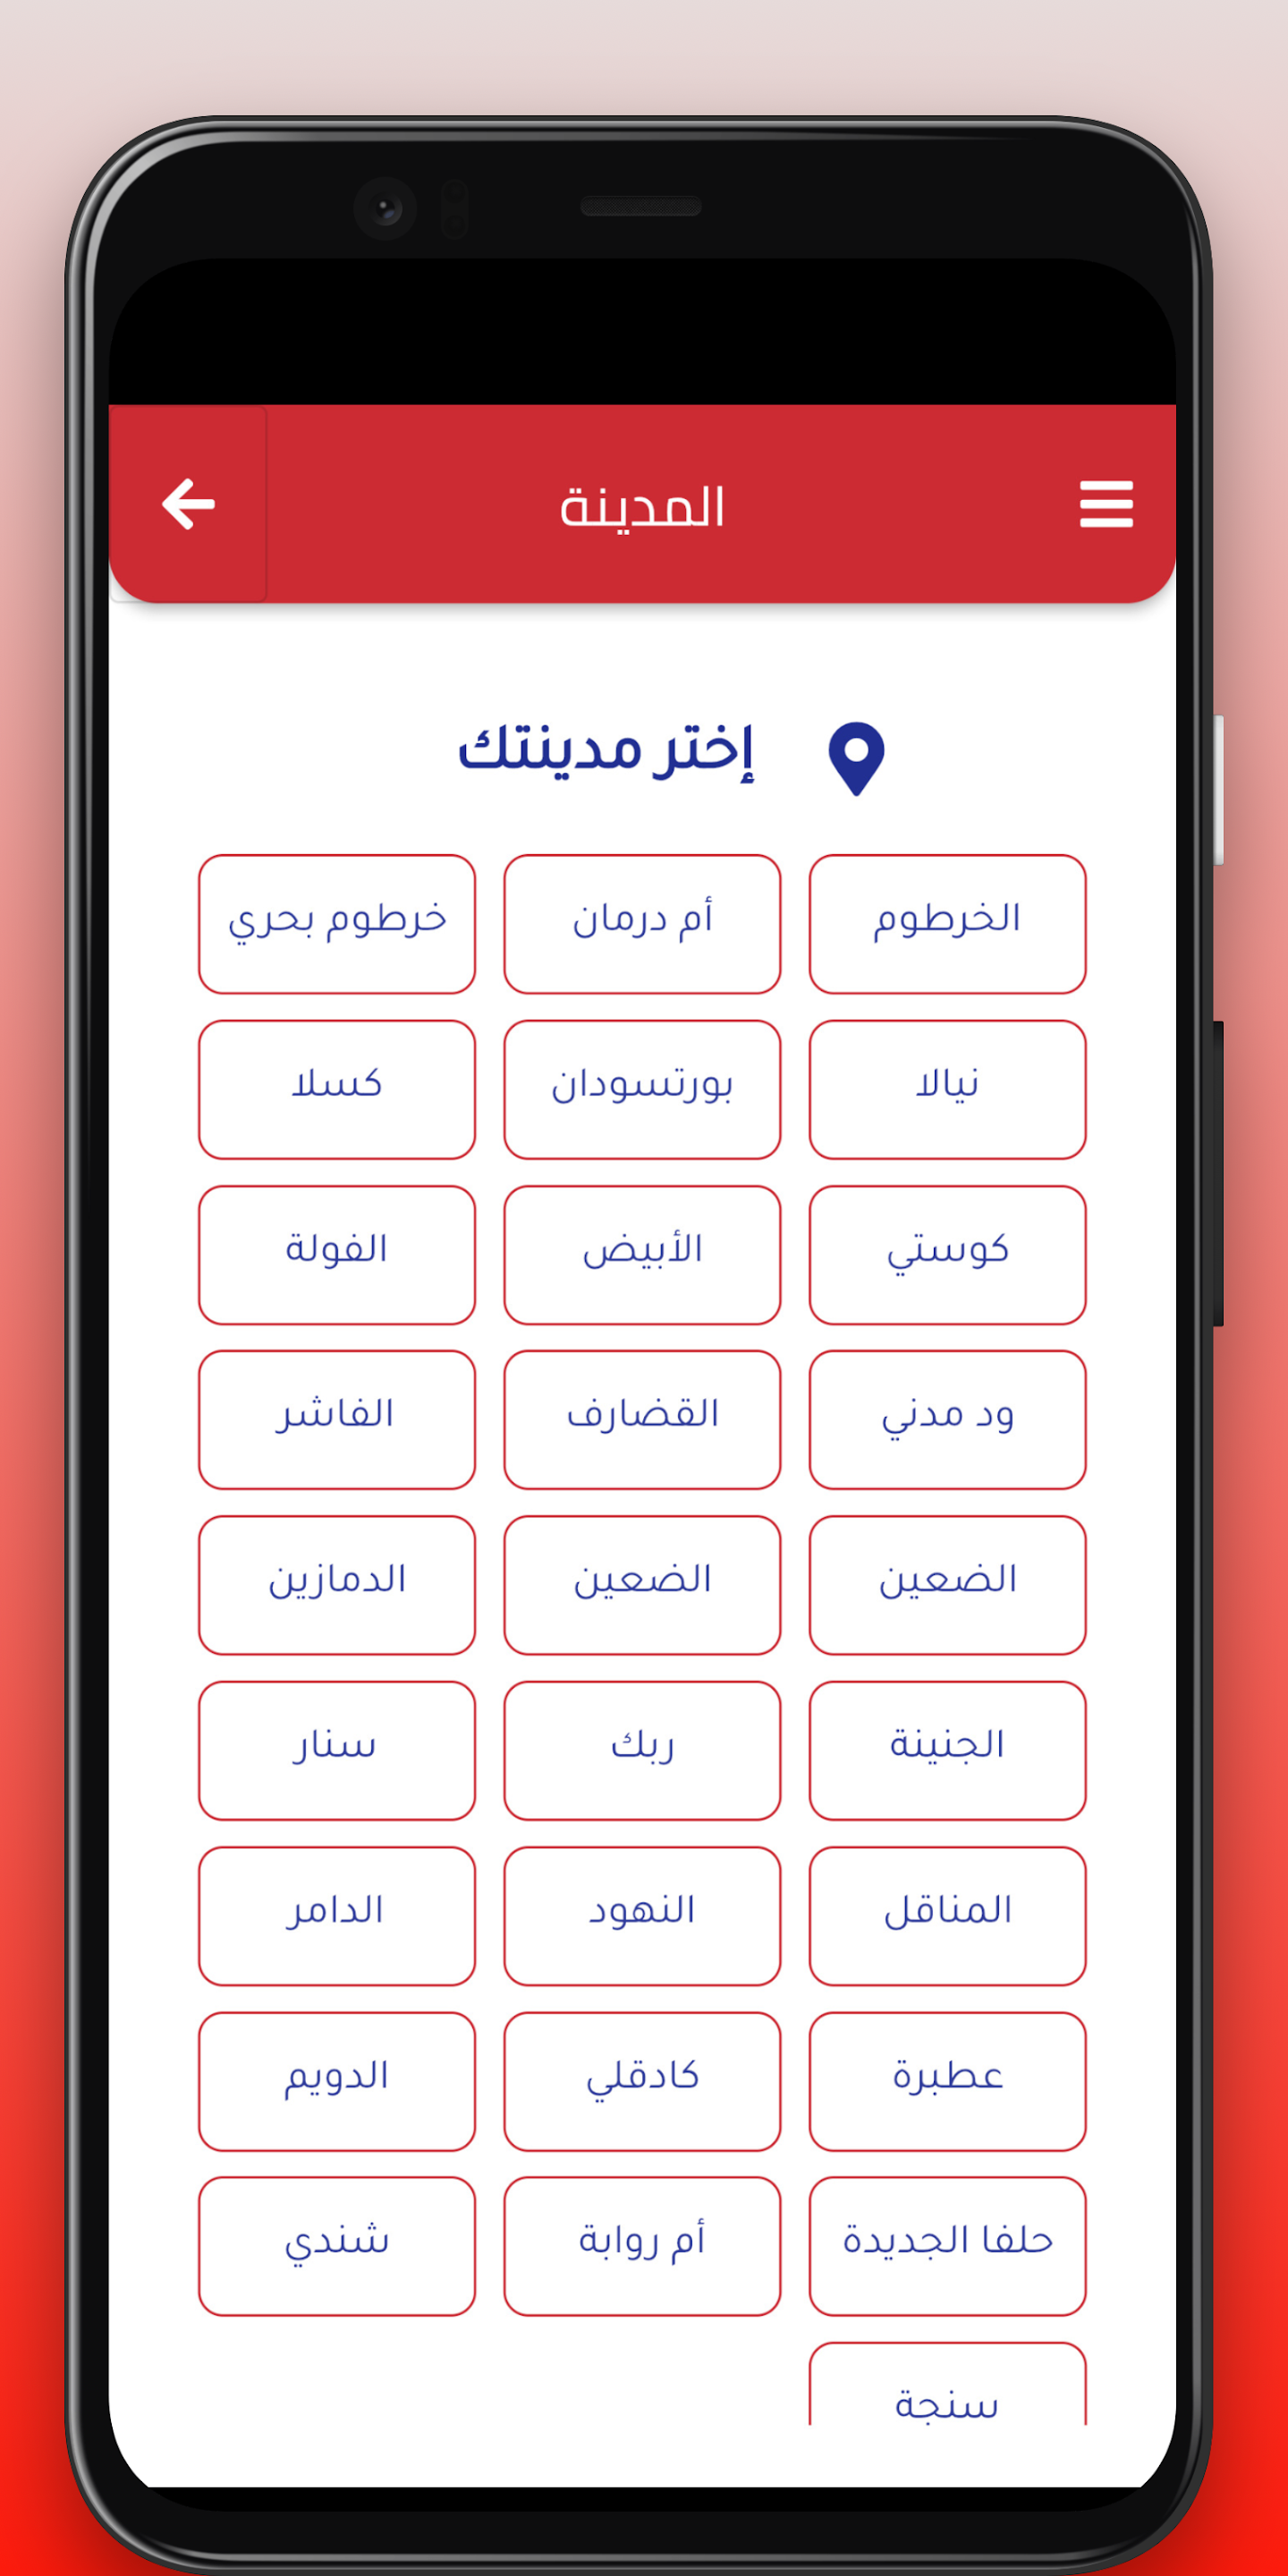 المدينة
إختر مدينتك
الخرطوم
أم درمان
خرطوم بحري
نيالا
بورتسودان
كسلا
كوستي
الأبيض
الفولة
ود مدني
القضارف
الفاشر
الضعين
الضعين
الدمازين
الجنينة
ربك
سنار
المناقل
النهود
الدامر
عطبرة
كادقلي
الدويم
حلفا الجديدة
أم روابة
شندي
سنجة